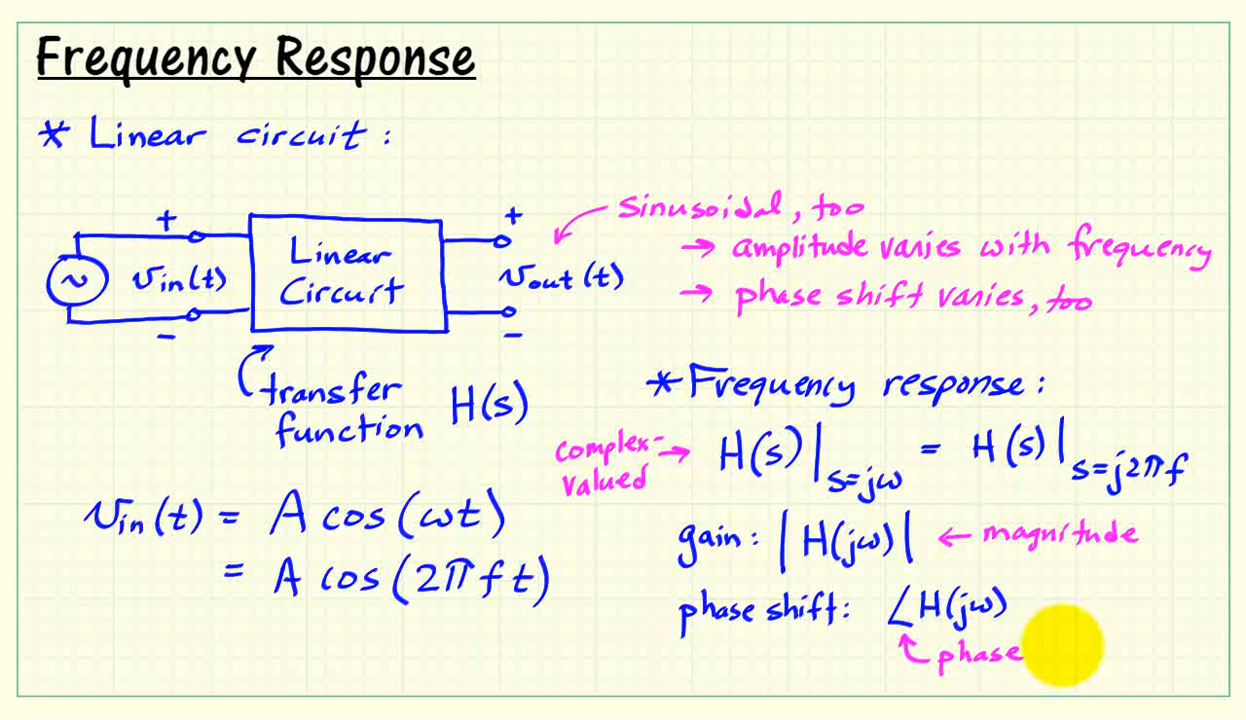 Frequency Response
* Linear circuit :
+
+
Linear
Circuit
~
vin(t)
vout(t)
-
-
transfer
function H(s)
sinusoidal, too
→ amplitude varies with frequency
→ phase shift varies, too
vin(t) = A cos(ωt)
= A cos(2πft)
* Frequency response :
complex-
valued
→ H(s)|s=jω = H(s)|s=j2πf
gain: |H(jω)| ← magnitude
phase shift: ∠H(jω)
phase